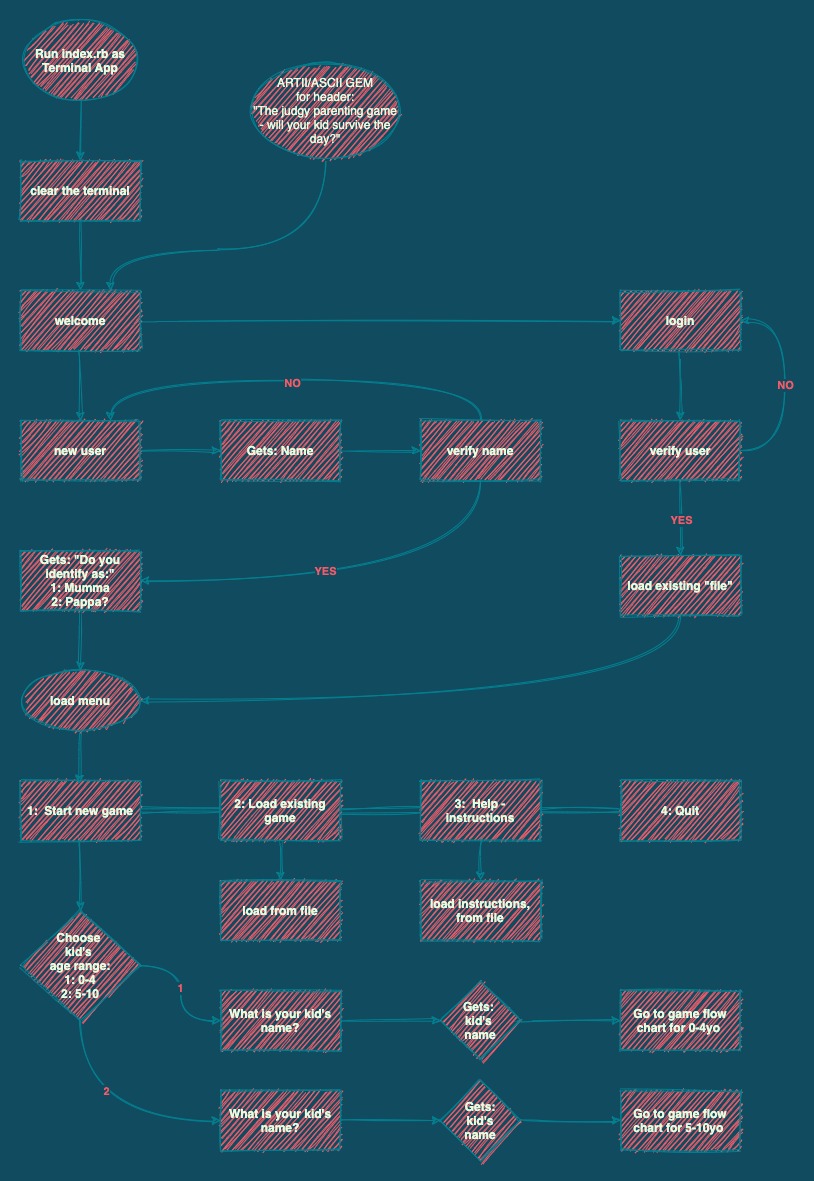 Run index.rb as
Terminal App
ARTII/ASCII GEM
for header:
"The judgy parenting game
- will your kid survive the
day?"
clear the terminal
welcome
login
NO
NO
new user
Gets: Name
verify name
verify user
YES
YES
Gets: "Do you
identify as:"
1: Mumma
2: Pappa?
load existing "file"
load menu
1:  Start new game
2: Load existing
game
3:  Help -
instructions
4: Quit
load from file
load instructions,
from file
Choose
kid's
age range:
1: 0-4
2: 5-10
1
What is your kid's
name?
Gets:
kid's
name
Go to game flow
chart for 0-4yo
2
What is your kid's
name?
Gets:
kid's
name
Go to game flow
chart for 5-10yo